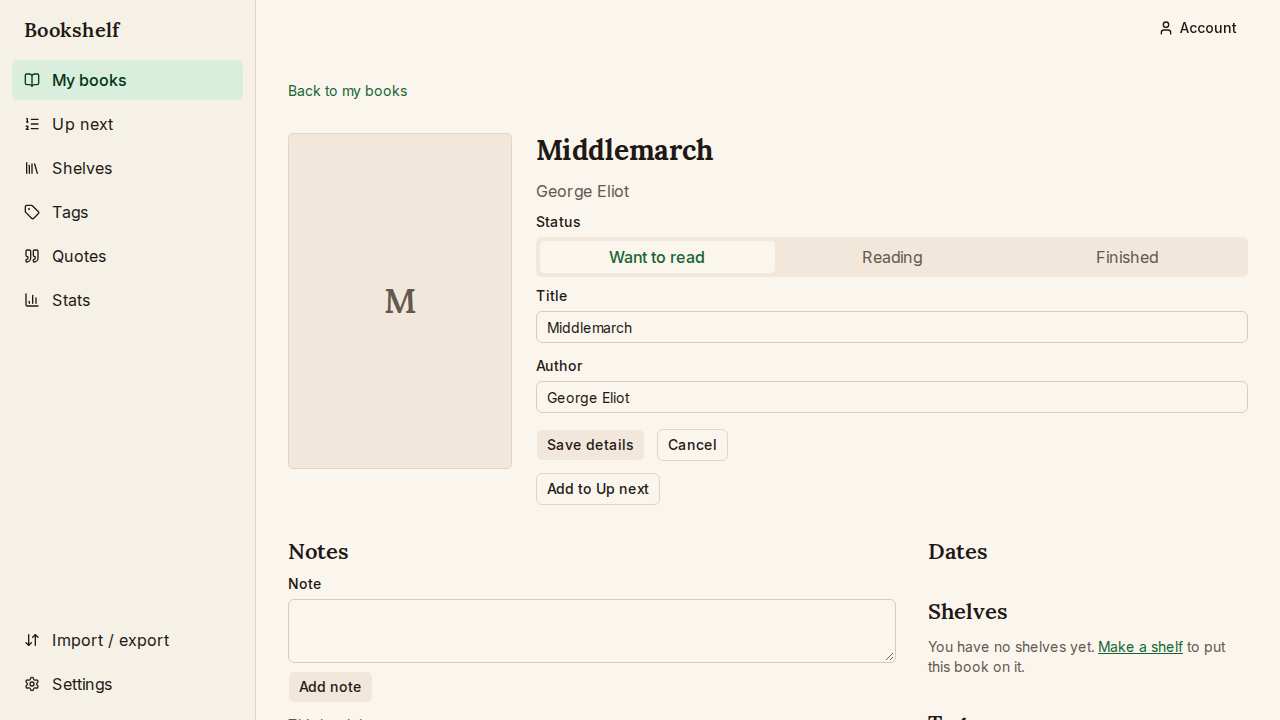 Bookshelf
My books
Up next
Shelves
Tags
Quotes
Stats
Import / export
Settings
Account
Back to my books
M
Middlemarch
George Eliot
Status
Want to read
Reading
Finished
Title
Middlemarch
Author
George Eliot
Save details
Cancel
Add to Up next
Notes
Note
Add note
Dates
Shelves
You have no shelves yet. Make a shelf to put
this book on it.